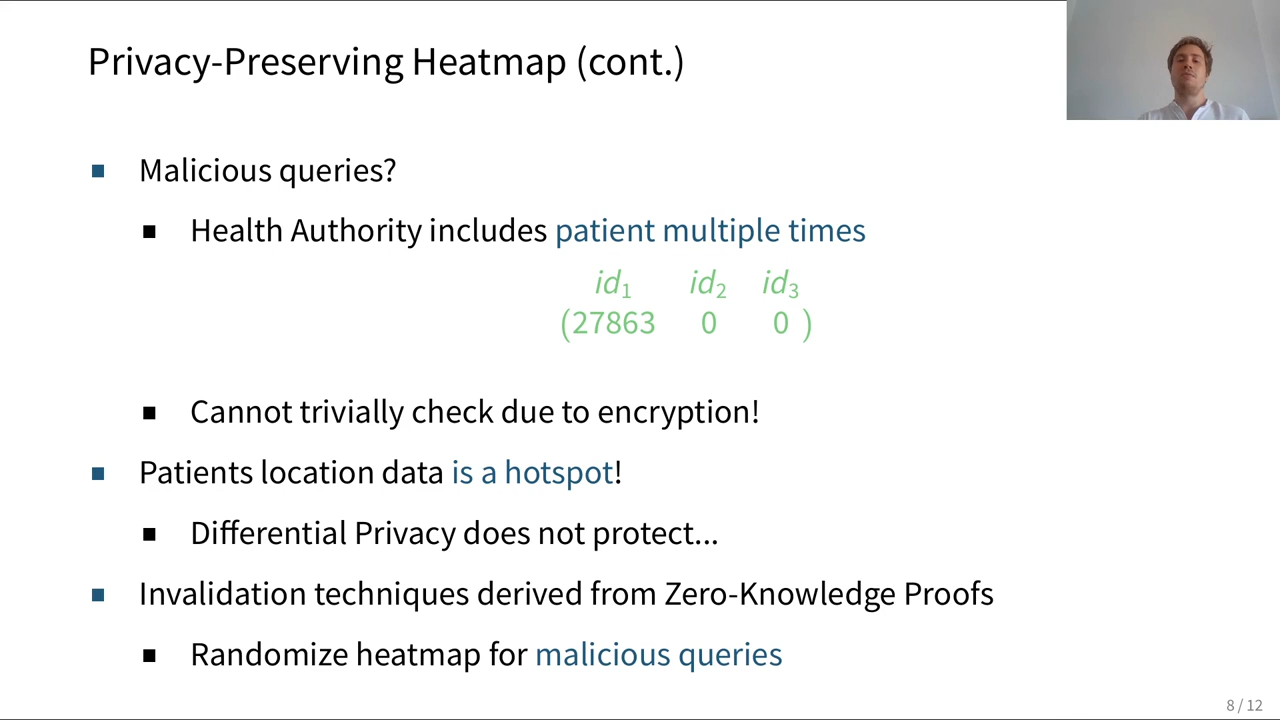 Privacy-Preserving Heatmap (cont.)
Malicious queries?
Health Authority includes patient multiple times
id₁ id₂ id₃
(27863 0 0 )
Cannot trivially check due to encryption!
Patients location data is a hotspot!
Differential Privacy does not protect...
Invalidation techniques derived from Zero-Knowledge Proofs
Randomize heatmap for malicious queries
8 / 12